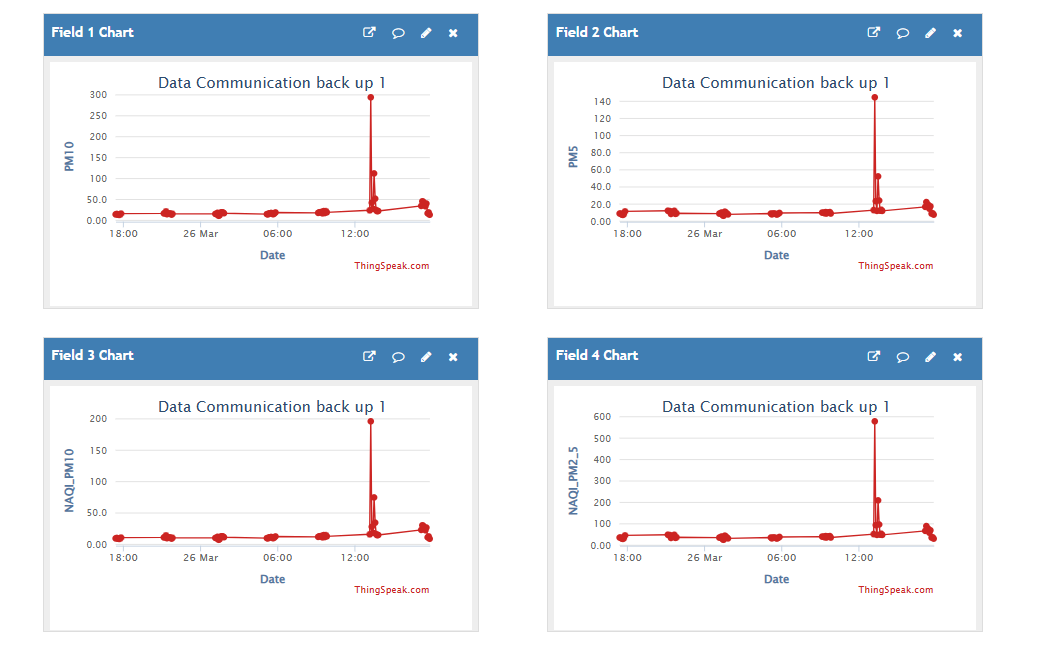 Field 1 Chart
Data Communication back up 1
300
250
200
150
100
50.0
0.00
PM10
18:00 26 Mar 06:00 12:00
Date
ThingSpeak.com
Field 2 Chart
Data Communication back up 1
140
120
100
80.0
60.0
40.0
20.0
0.00
PM5
18:00 26 Mar 06:00 12:00
Date
ThingSpeak.com
Field 3 Chart
Data Communication back up 1
200
150
100
50.0
0.00
NAQI_PM10
18:00 26 Mar 06:00 12:00
Date
ThingSpeak.com
Field 4 Chart
Data Communication back up 1
600
500
400
300
200
100
0.00
NAQI_PM2_5
18:00 26 Mar 06:00 12:00
Date
ThingSpeak.com